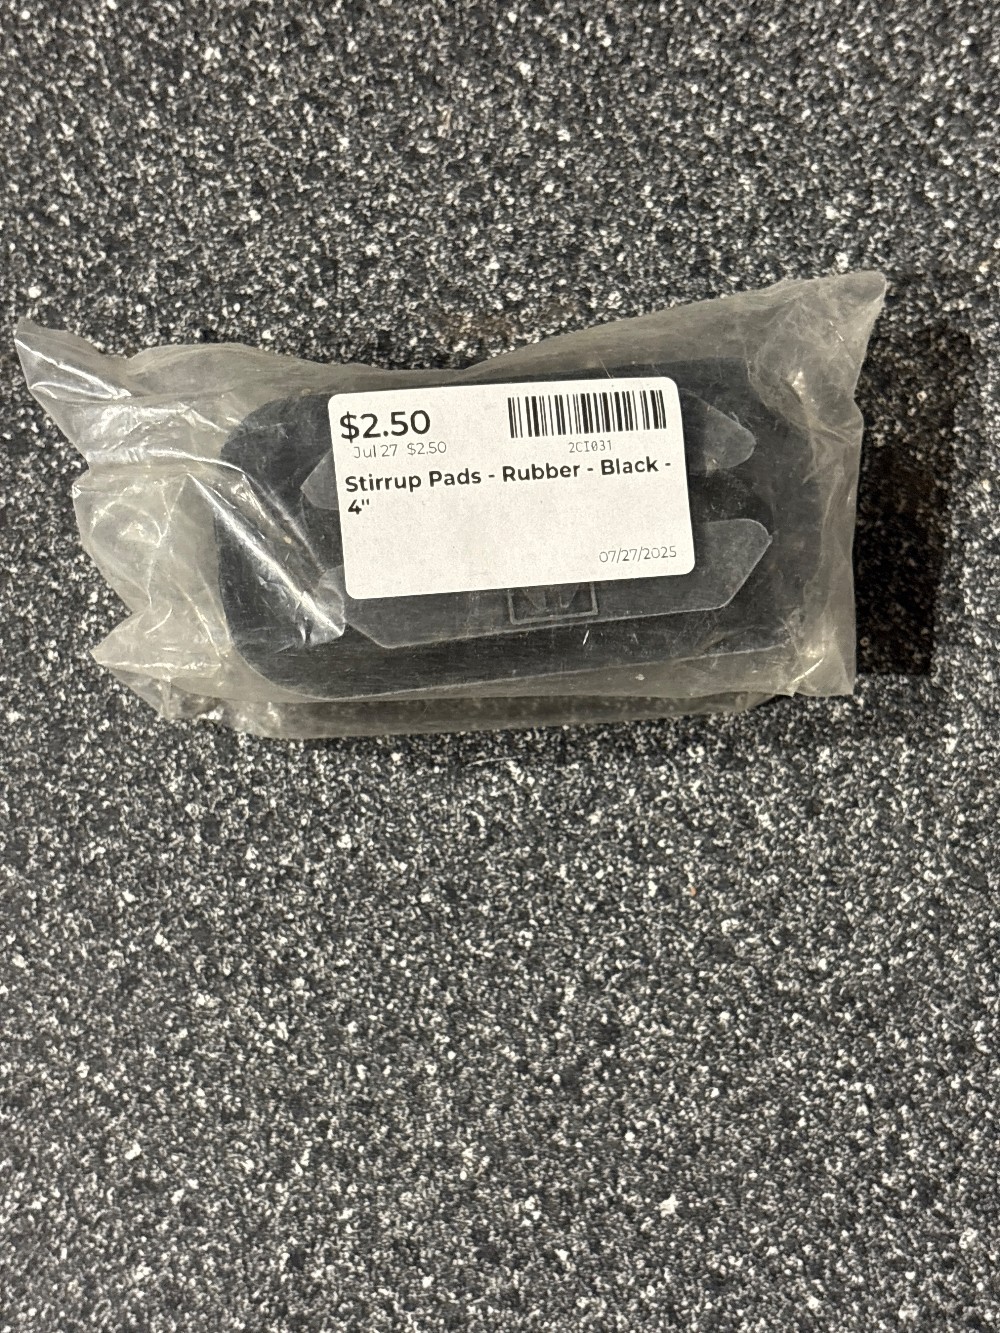 $2.50
Jul 27 $2.50
2CI031
Stirrup Pads - Rubber - Black -
4"
07/27/2025